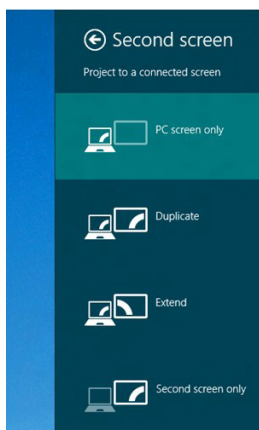 Second screen
Project to a connected screen
PC screen only
Duplicate
Extend
Second screen only